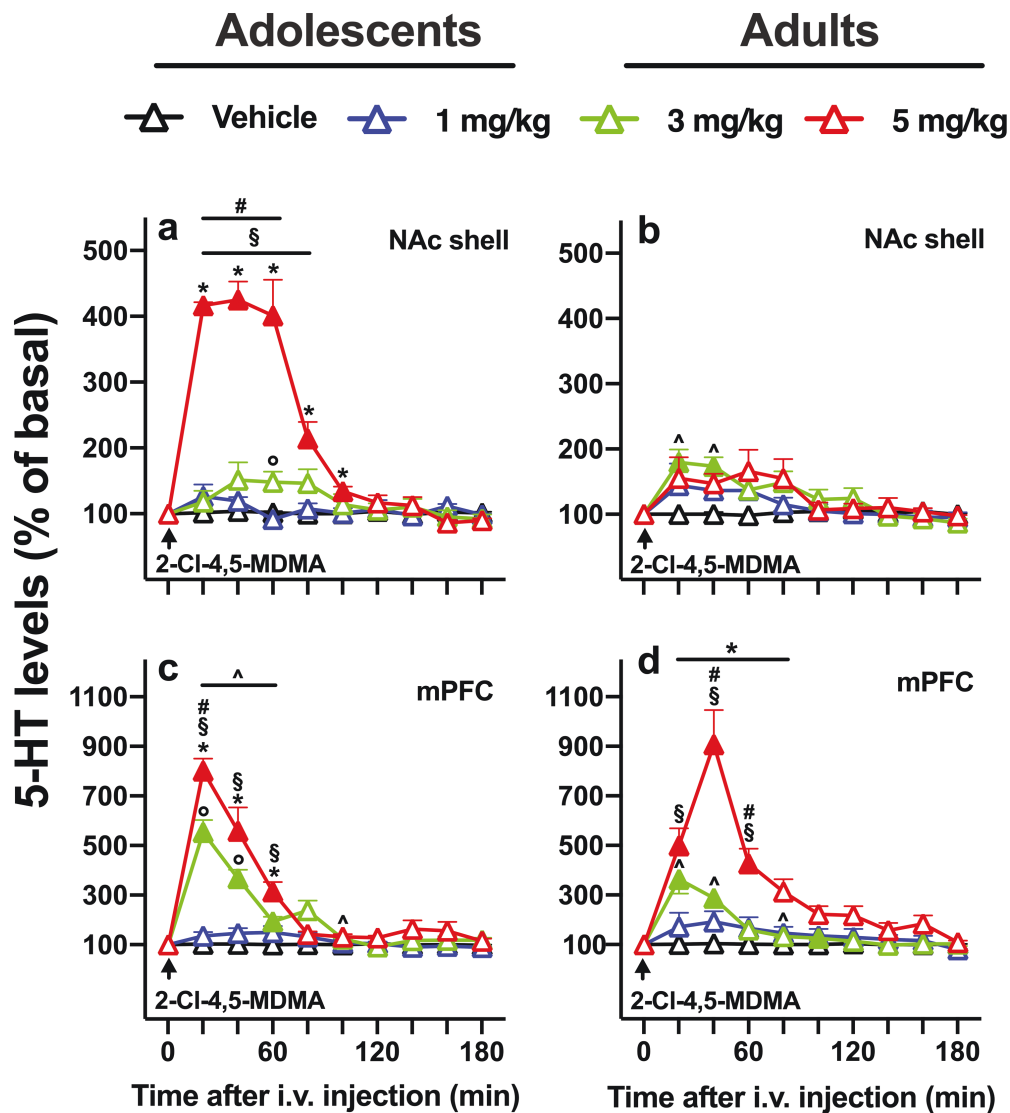 Adolescents Adults
Vehicle 1 mg/kg 3 mg/kg 5 mg/kg
5-HT levels (% of basal)
#
§
a NAc shell
* * *
*
o
*
500
400
300
200
100
2-Cl-4,5-MDMA
b NAc shell
^ ^
500
400
300
200
100
2-Cl-4,5-MDMA
^
c mPFC
#
§
*
§
*
§
*
o
o
^
1100
900
700
500
300
100
2-Cl-4,5-MDMA
0 60 120 180
Time after i.v. injection (min)
*
d mPFC
#
§
§
#
§
^
^
^
1100
900
700
500
300
100
2-Cl-4,5-MDMA
0 60 120 180
Time after i.v. injection (min)